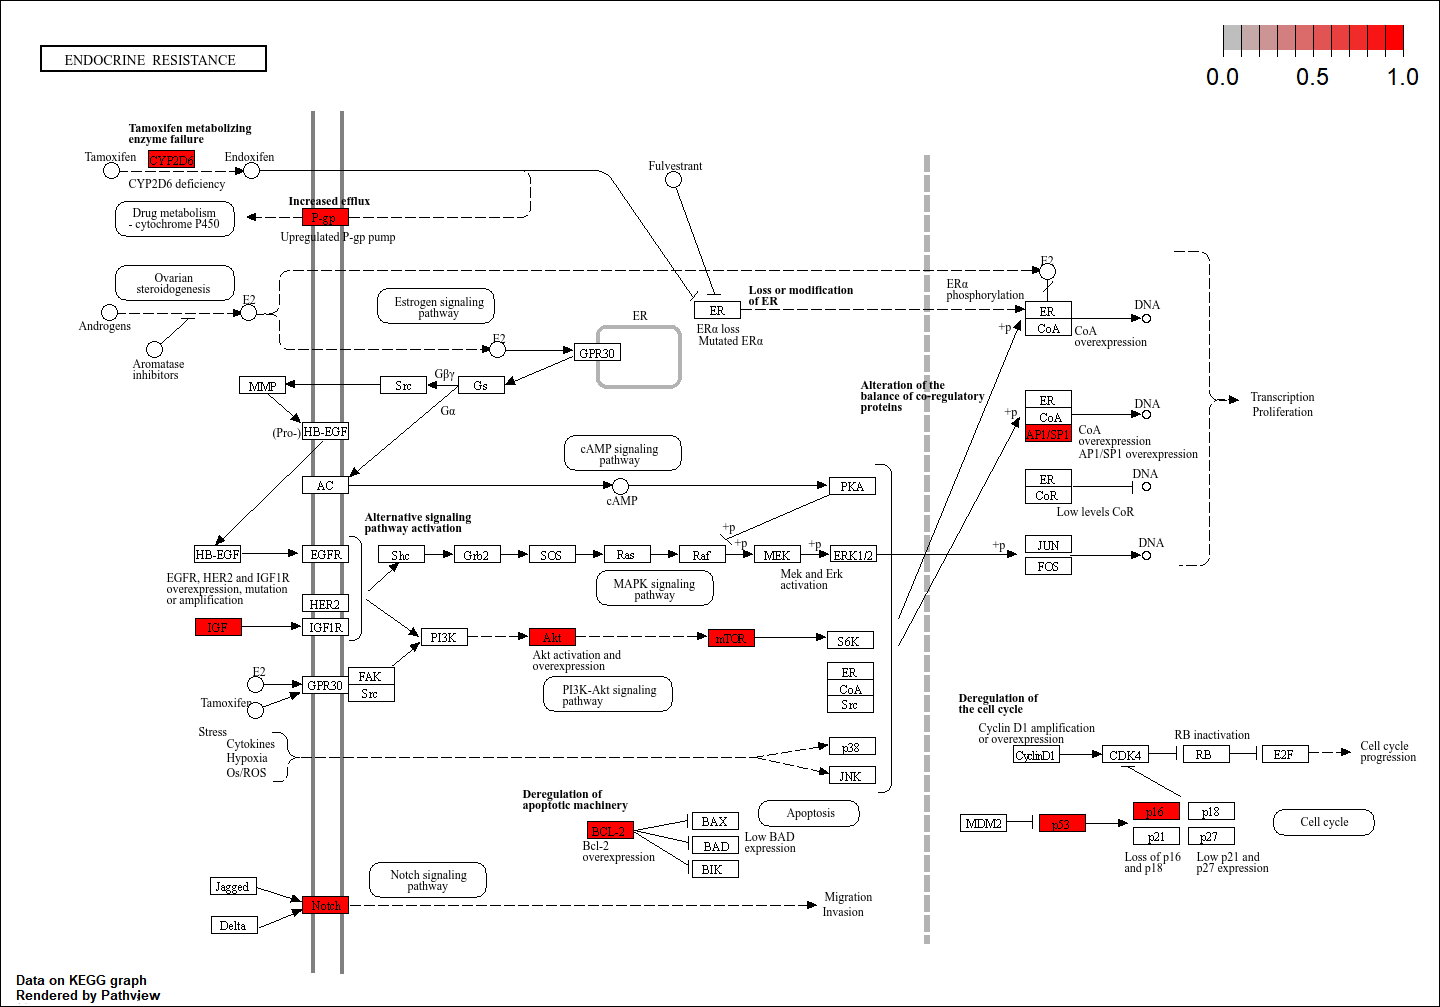 ENDOCRINE RESISTANCE
0.0 0.5 1.0
Tamoxifen metabolizing
enzyme failure
Tamoxifen
CYP2D6
Endoxifen
CYP2D6 deficiency
Fulvestrant
Increased efflux
Drug metabolism
- cytochrome P450
P-gp
Upregulated P-gp pump
Ovarian
steroidogenesis
E2
Androgens
Aromatase
inhibitors
Estrogen signaling
pathway
E2
ER
GPR30
ER
Loss or modification
of ER
ERα loss
Mutated ERα
E2
ERα
phosphorylation
ER
CoA
+p
DNA
CoA
overexpression
MMP
Src
Gβγ
Gs
Gα
Alteration of the
balance of co-regulatory
proteins
+p
ER
CoA
AP1/SP1
DNA
CoA
overexpression
AP1/SP1 overexpression
Transcription
Proliferation
(Pro-)
HB-EGF
cAMP signaling
pathway
AC
cAMP
PKA
ER
CoR
DNA
Low levels CoR
Alternative signaling
pathway activation
+p
HB-EGF
EGFR
Shc
Grb2
SOS
Ras
Raf
+p
MEK
+p
ERK1/2
+p
JUN
FOS
DNA
EGFR, HER2 and IGF1R
overexpression, mutation
or amplification
MAPK signaling
pathway
Mek and Erk
activation
HER2
IGF
IGF1R
PI3K
Akt
mTOR
S6K
Akt activation and
overexpression
E2
GPR30
FAK
Src
PI3K-Akt signaling
pathway
ER
CoA
Src
Tamoxifen
Stress
Cytokines
Hypoxia
Os/ROS
p38
JNK
Deregulation of
the cell cycle
Cyclin D1 amplification
or overexpression
RB inactivation
CyclinD1
CDK4
RB
E2F
Cell cycle
progression
Deregulation of
apoptotic machinery
BCL-2
Bcl-2
overexpression
BAX
BAD
BIK
Low BAD
expression
Apoptosis
MDM2
p53
p16
p18
p21
p27
Loss of p16
and p18
Low p21 and
p27 expression
Cell cycle
Notch signaling
pathway
Jagged
Delta
Notch
Migration
Invasion
Data on KEGG graph
Rendered by Pathview